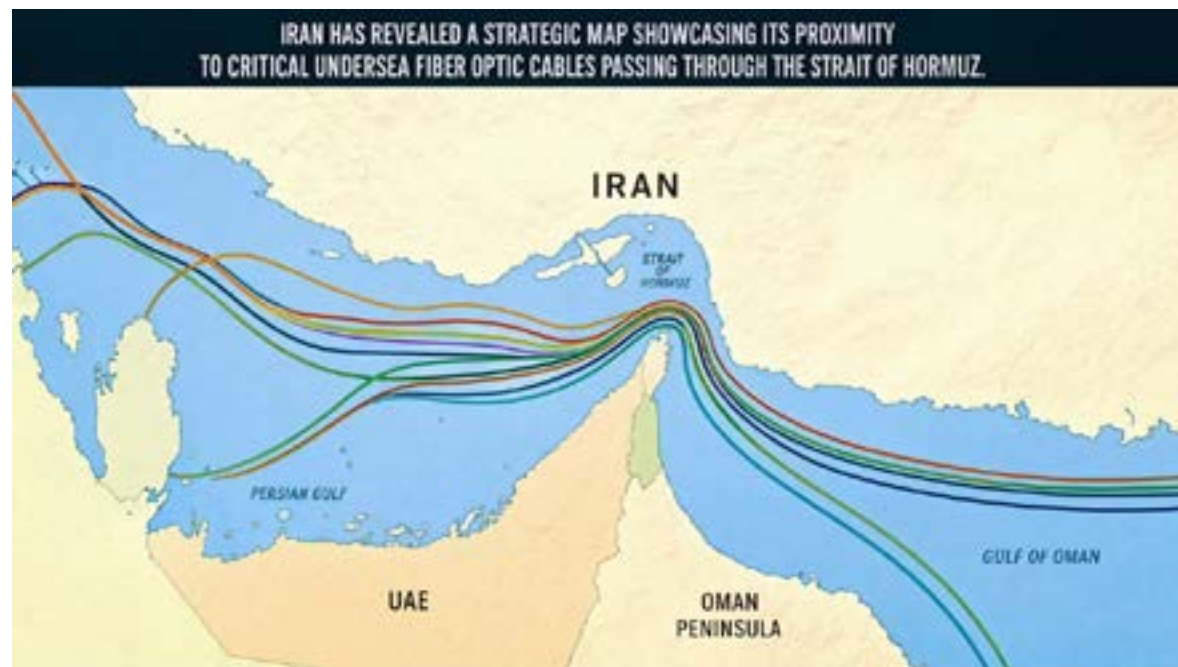 IRAN HAS REVEALED A STRATEGIC MAP SHOWCASING ITS PROXIMITY
TO CRITICAL UNDERSEA FIBER OPTIC CABLES PASSING THROUGH THE STRAIT OF HORMUZ.
IRAN
STRAIT
OF
HORMUZ
PERSIAN GULF
GULF OF OMAN
UAE
OMAN
PENINSULA